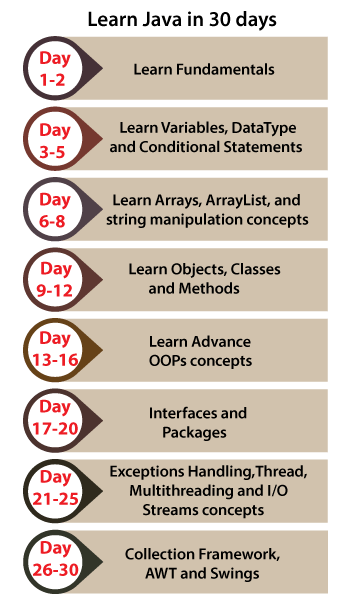 Learn Java in 30 days
Day
1-2
Learn Fundamentals
Day
3-5
Learn Variables, DataType
and Conditional Statements
Day
6-8
Learn Arrays, ArrayList, and
string manipulation concepts
Day
9-12
Learn Objects, Classes
and Methods
Day
13-16
Learn Advance
OOPs concepts
Day
17-20
Interfaces and
Packages
Day
21-25
Exceptions Handling,Thread,
Multithreading and I/O
Streams concepts
Day
26-30
Collection Framework,
AWT and Swings